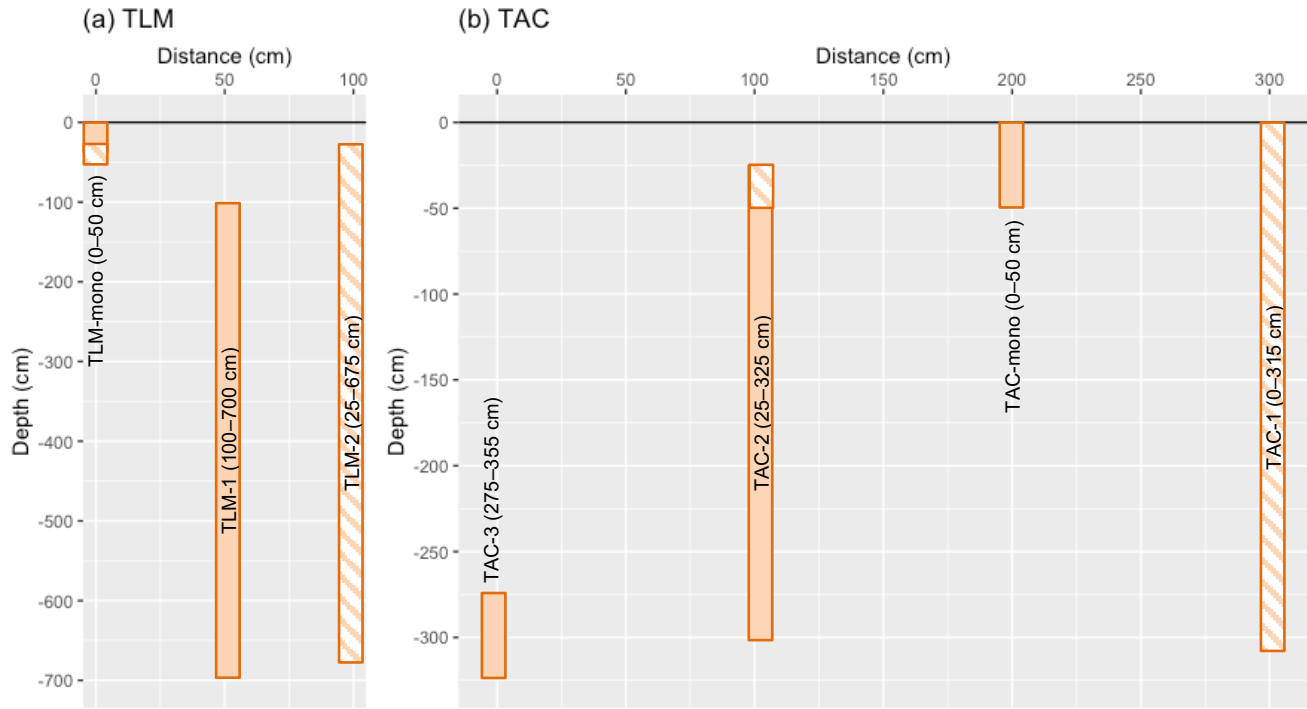 (a) TLM
Distance (cm)
0 50 100
0
-100
-200
-300
-400
-500
-600
-700
Depth (cm)
TLM-mono (0–50 cm)
TLM-1 (100–700 cm)
TLM-2 (25–675 cm)
(b) TAC
Distance (cm)
0 50 100 150 200 250 300
0
-50
-100
-150
-200
-250
-300
Depth (cm)
TAC-3 (275–355 cm)
TAC-2 (25–325 cm)
TAC-mono (0–50 cm)
TAC-1 (0–315 cm)